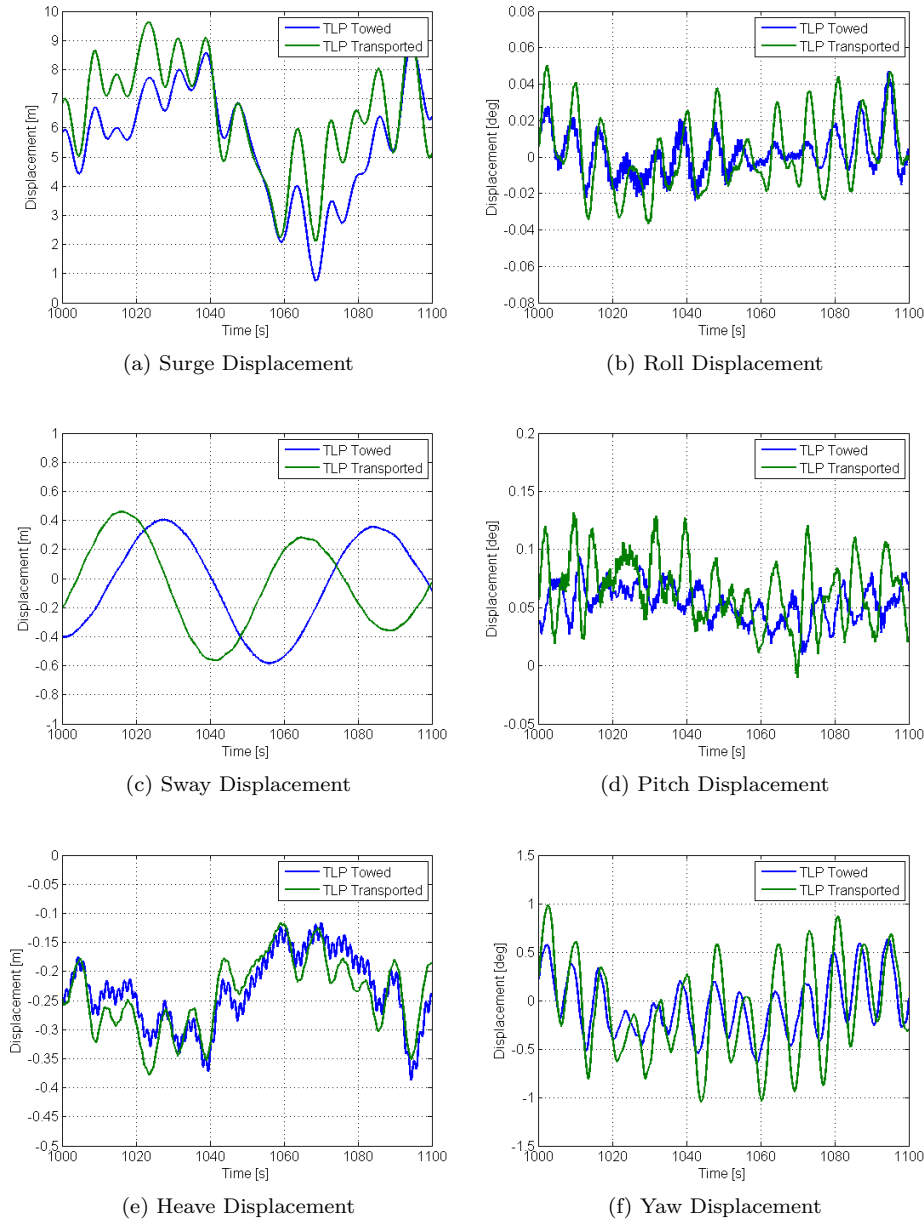 TLP Towed
TLP Transported
Displacement [m]
10
9
8
7
6
5
4
3
2
1
0
1000 1020 1040 1060 1080 1100
Time [s]
(a) Surge Displacement
TLP Towed
TLP Transported
Displacement [deg]
0.08
0.06
0.04
0.02
0
-0.02
-0.04
-0.06
-0.08
1000 1020 1040 1060 1080 1100
Time [s]
(b) Roll Displacement
TLP Towed
TLP Transported
Displacement [m]
1
0.8
0.6
0.4
0.2
0
-0.2
-0.4
-0.6
-0.8
-1
1000 1020 1040 1060 1080 1100
Time [s]
(c) Sway Displacement
TLP Towed
TLP Transported
Displacement [deg]
0.2
0.15
0.1
0.05
0
-0.05
1000 1020 1040 1060 1080 1100
Time [s]
(d) Pitch Displacement
TLP Towed
TLP Transported
Displacement [m]
0
-0.05
-0.1
-0.15
-0.2
-0.25
-0.3
-0.35
-0.4
-0.45
-0.5
1000 1020 1040 1060 1080 1100
Time [s]
(e) Heave Displacement
TLP Towed
TLP Transported
Displacement [deg]
1.5
1
0.5
0
-0.5
-1
-1.5
1000 1020 1040 1060 1080 1100
Time [s]
(f) Yaw Displacement